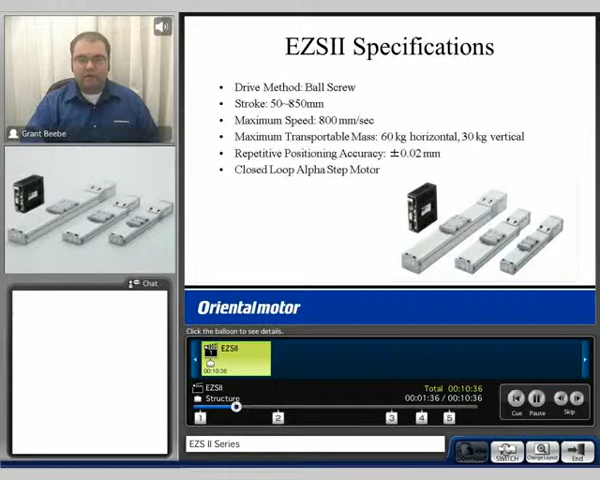 EZSII Specifications
• Drive Method: Ball Screw
• Stroke: 50~850mm
• Maximum Speed: 800 mm/sec
• Maximum Transportable Mass: 60 kg horizontal, 30 kg vertical
• Repetitive Positioning Accuracy: ±0.02 mm
• Closed Loop Alpha Step Motor
Grant Beebe
Chat
Orientalmotor
Click the balloon to see details.
1 EZSII
00:10:36
EZSII Total 00:10:36
Structure 00:01:36 / 00:10:36
1 2 3 4 5
Cue Pause Skip
EZS II Series
SWITCH Change Layout End